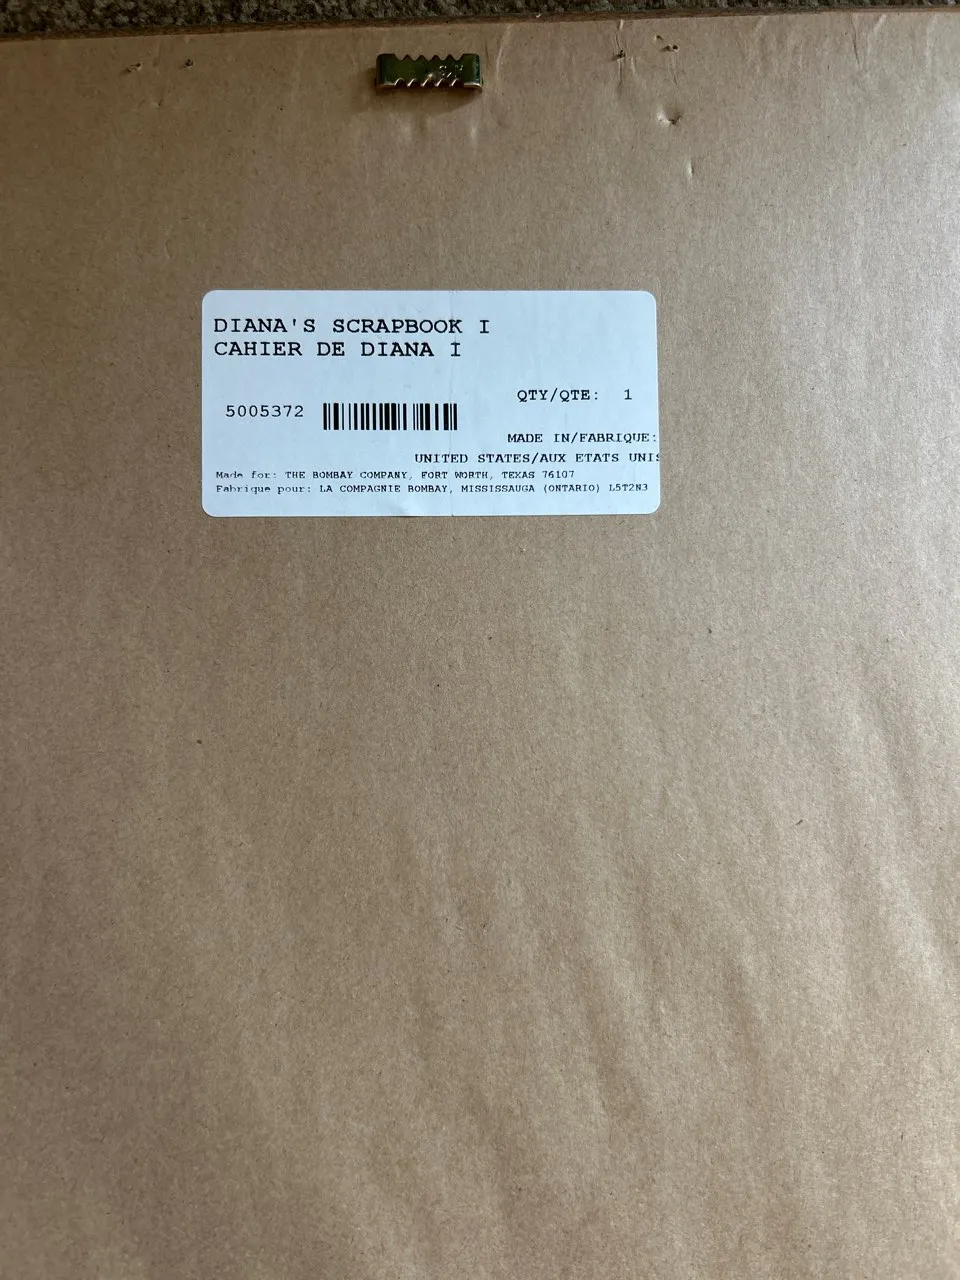 DIANA'S SCRAPBOOK I
CAHIER DE DIANA I
QTY/QTE: 1
5005372
MADE IN/FABRIQUE:
UNITED STATES/AUX ETATS UNIS
Made for: THE BOMBAY COMPANY, FORT WORTH, TEXAS 76107
Fabrique pour: LA COMPAGNIE BOMBAY, MISSISSAUGA (ONTARIO) L5T2N3